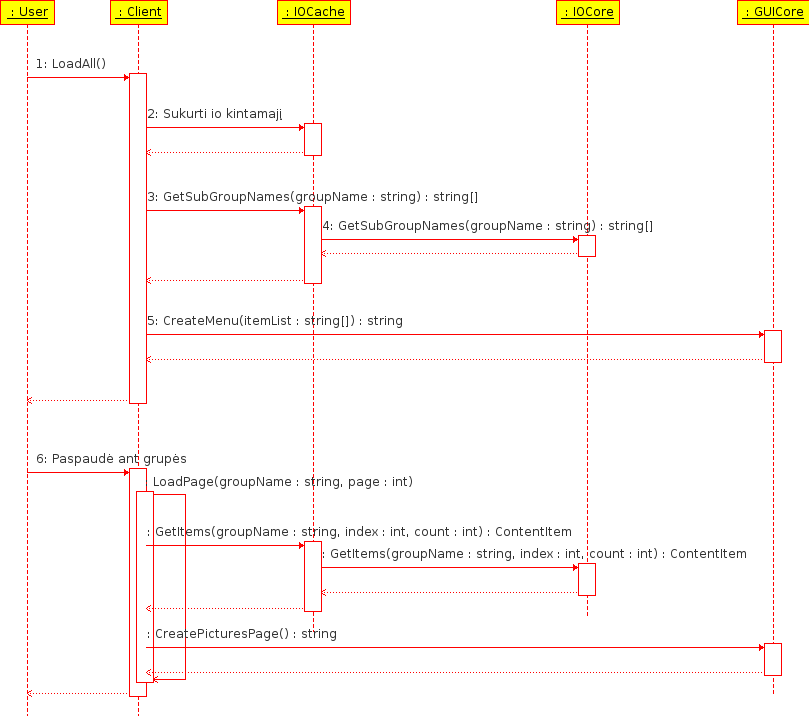 : User
: Client
: IOCache
: IOCore
: GUICore
1: LoadAll()
2: Sukurti io kintamajį
3: GetSubGroupNames(groupName : string) : string[]
4: GetSubGroupNames(groupName : string) : string[]
5: CreateMenu(itemList : string[]) : string
6: Paspaudė ant grupės
LoadPage(groupName : string, page : int)
: GetItems(groupName : string, index : int, count : int) : ContentItem
: GetItems(groupName : string, index : int, count : int) : ContentItem
: CreatePicturesPage() : string